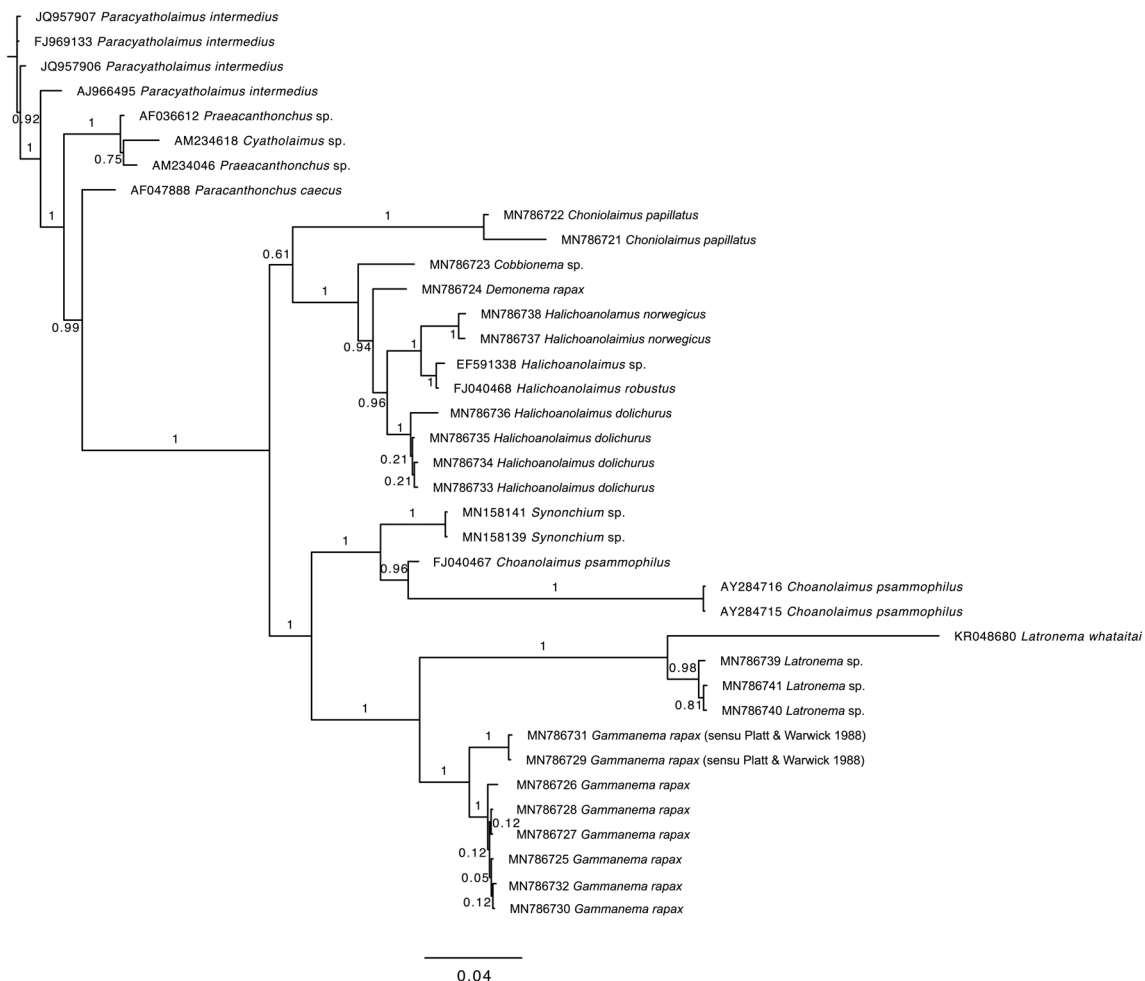 JQ957907 Paracyatholaimus intermedius
FJ969133 Paracyatholaimus intermedius
JQ957906 Paracyatholaimus intermedius
AJ966495 Paracyatholaimus intermedius
0.92
AF036612 Praeacanthonchus sp.
1
AM234618 Cyatholaimus sp.
1
0.75
AM234046 Praeacanthonchus sp.
AF047888 Paracanthonchus caecus
1
MN786722 Choniolaimus papillatus
1
MN786721 Choniolaimus papillatus
0.61
MN786723 Cobbionema sp.
1
MN786724 Demonema rapax
MN786738 Halichoanolamus norwegicus
0.99
1
MN786737 Halichoanolaimius norwegicus
0.94
1
EF591338 Halichoanolaimus sp.
1
FJ040468 Halichoanolaimus robustus
0.96
MN786736 Halichoanolaimus dolichurus
1
MN786735 Halichoanolaimus dolichurus
1
0.21
MN786734 Halichoanolaimus dolichurus
0.21
MN786733 Halichoanolaimus dolichurus
1
MN158141 Synonchium sp.
MN158139 Synonchium sp.
1
FJ040467 Choanolaimus psammophilus
0.96
1
AY284716 Choanolaimus psammophilus
AY284715 Choanolaimus psammophilus
1
KR048680 Latronema whataitai
1
MN786739 Latronema sp.
0.98
MN786741 Latronema sp.
0.81
MN786740 Latronema sp.
1
MN786731 Gammanema rapax (sensu Platt & Warwick 1988)
1
MN786729 Gammanema rapax (sensu Platt & Warwick 1988)
1
MN786726 Gammanema rapax
1
MN786728 Gammanema rapax
0.12
MN786727 Gammanema rapax
0.12
MN786725 Gammanema rapax
0.05
MN786732 Gammanema rapax
0.12
MN786730 Gammanema rapax
0.04